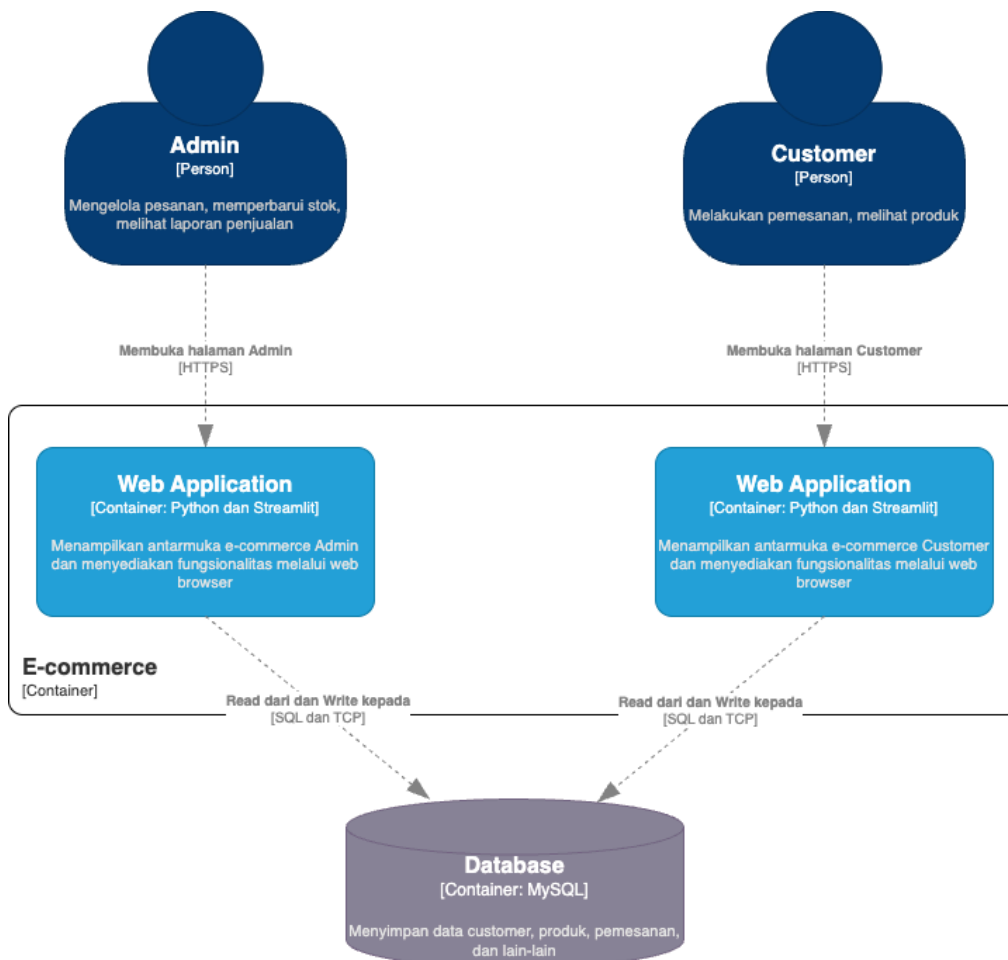 Admin
[Person]
Mengelola pesanan, memperbarui stok,
melihat laporan penjualan
Customer
[Person]
Melakukan pemesanan, melihat produk
Membuka halaman Admin
[HTTPS]
Membuka halaman Customer
[HTTPS]
Web Application
[Container: Python dan Streamlit]
Menampilkan antarmuka e-commerce Admin
dan menyediakan fungsionalitas melalui web
browser
Web Application
[Container: Python dan Streamlit]
Menampilkan antarmuka e-commerce Customer
dan menyediakan fungsionalitas melalui web
browser
E-commerce
[Container]
Read dari dan Write kepada
[SQL dan TCP]
Read dari dan Write kepada
[SQL dan TCP]
Database
[Container: MySQL]
Menyimpan data customer, produk, pemesanan,
dan lain-lain